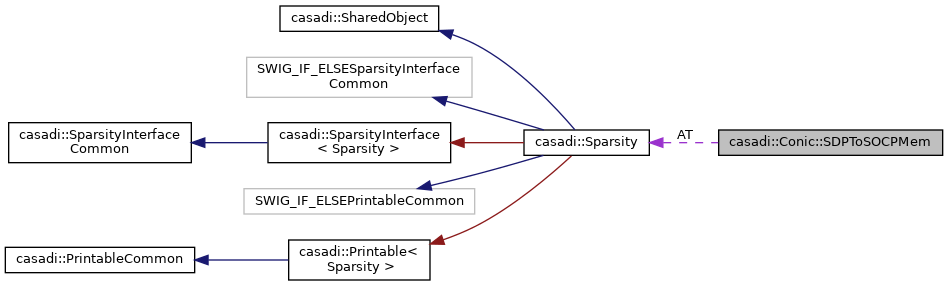 casadi::SharedObject
SWIG_IF_ELSESparsityInterface
Common
casadi::SparsityInterface
Common
casadi::SparsityInterface
< Sparsity >
casadi::Sparsity
AT
casadi::Conic::SDPToSOCPMem
SWIG_IF_ELSEPrintableCommon
casadi::PrintableCommon
casadi::Printable<
Sparsity >